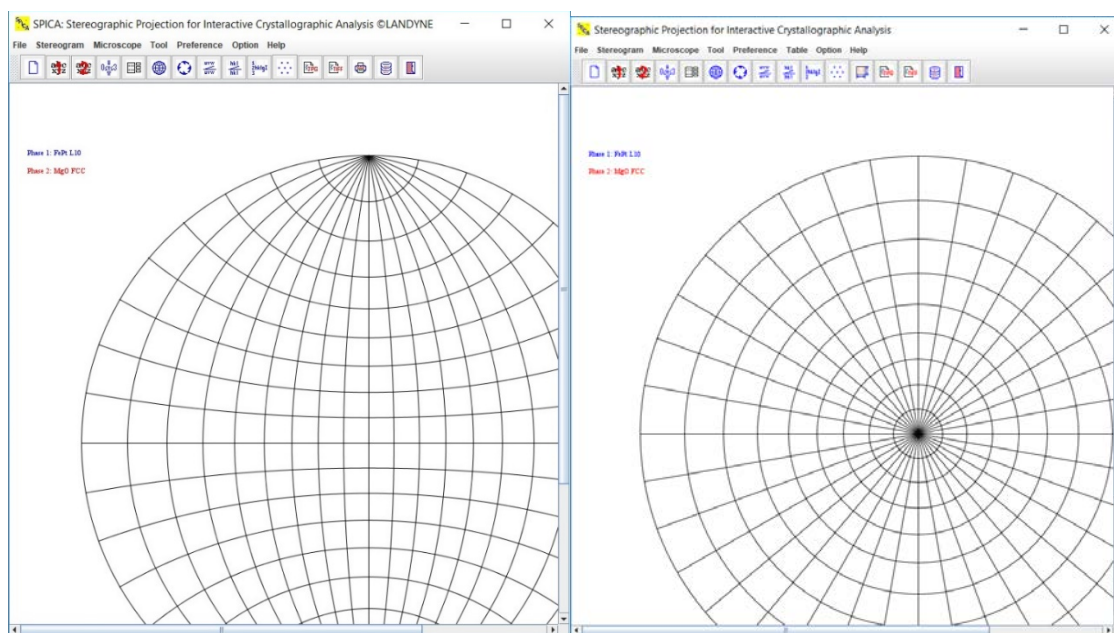 SPICA: Stereographic Projection for Interactive Crystallographic Analysis ©LANDYNE
File Stereogram Microscope Tool Preference Option Help
Phase 1: FePt L10
Phase 2: MgO FCC
Stereographic Projection for Interactive Crystallographic Analysis
File Stereogram Microscope Tool Preference Table Option Help
Phase 1: FePt L10
Phase 2: MgO FCC